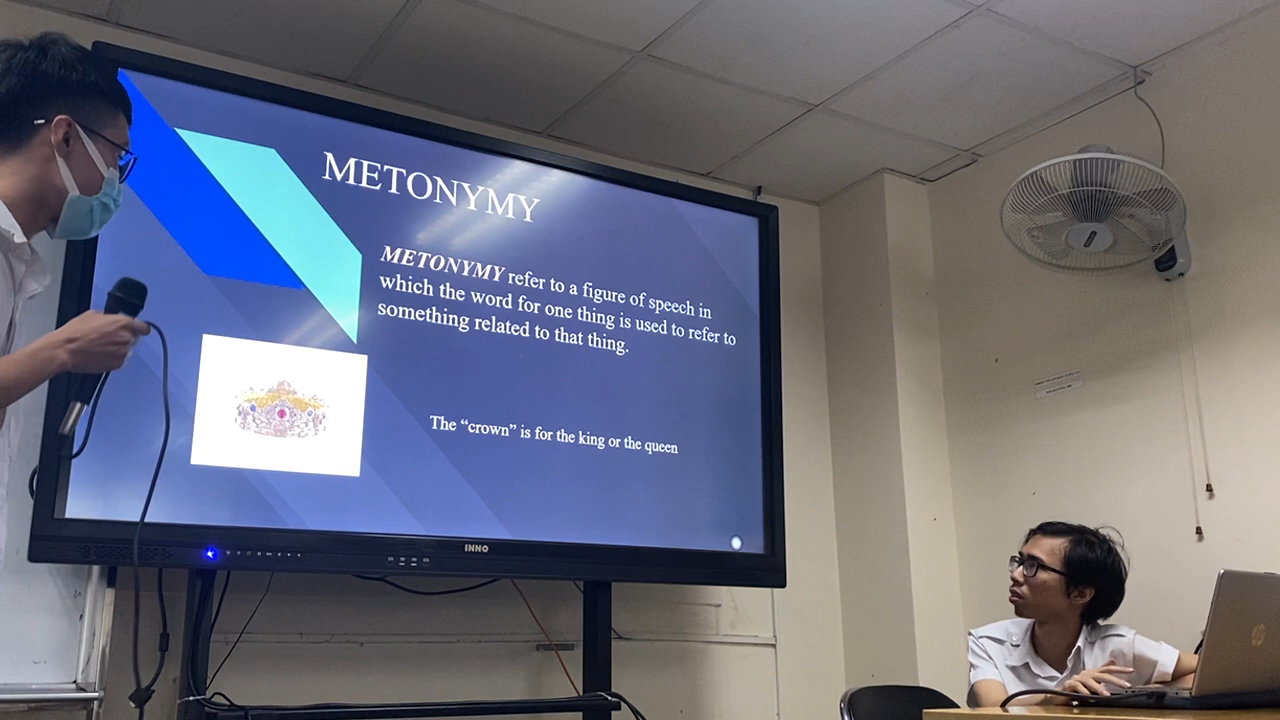 METONYMY
METONYMY refer to a figure of speech in
which the word for one thing is used to refer to
something related to that thing.
The “crown” is for the king or the queen
INNO
hp